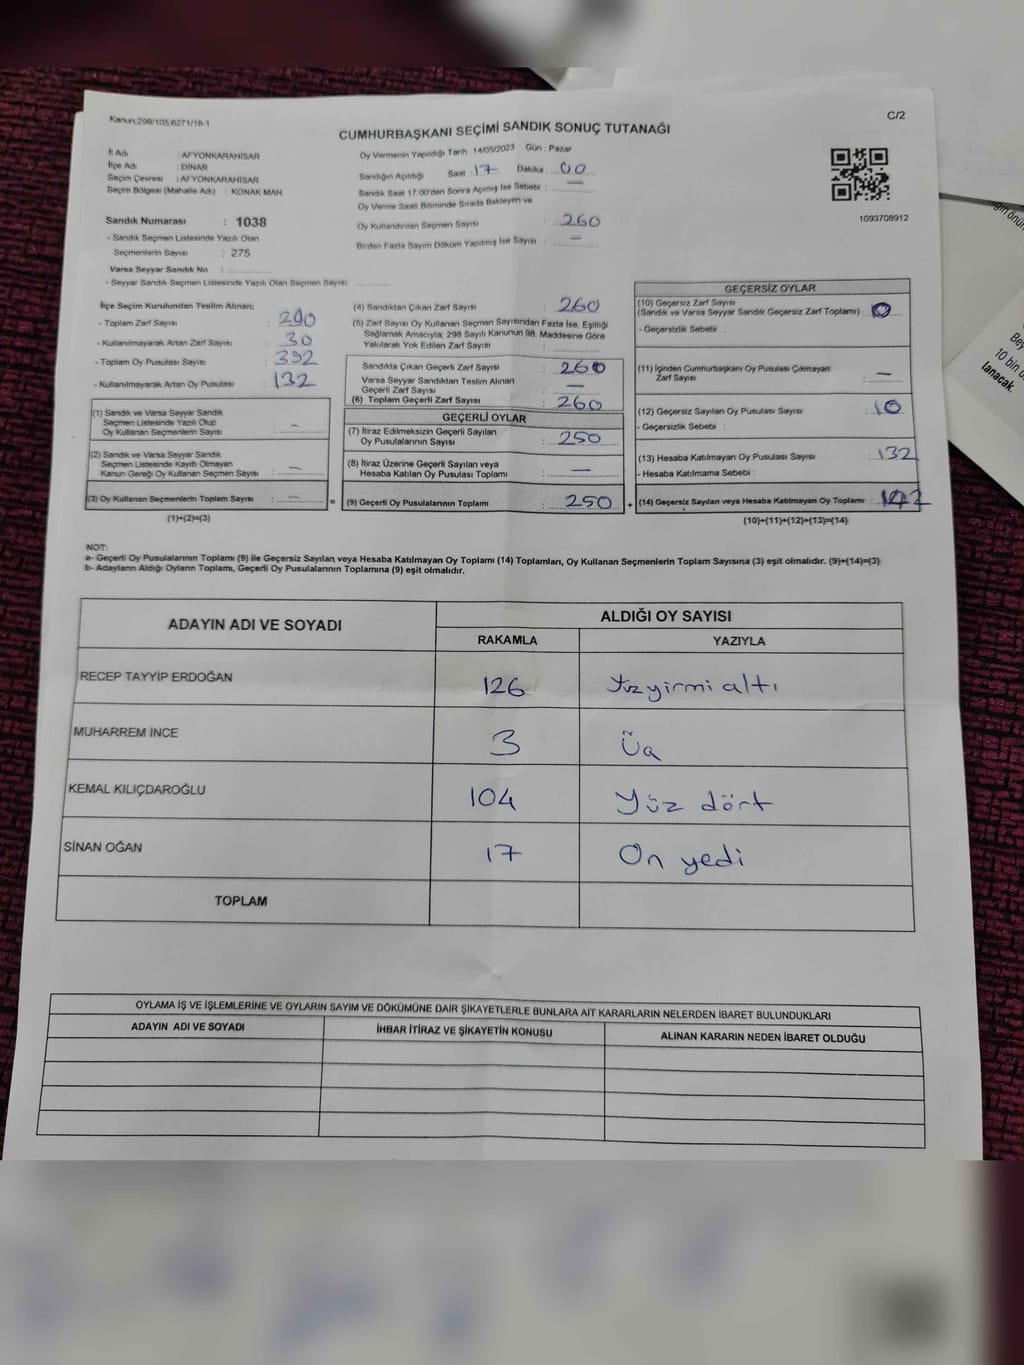 Kanun,298/105,6271/18-1
C/2
CUMHURBAŞKANI SEÇİMİ SANDIK SONUÇ TUTANAĞI
İl Adı : AFYONKARAHİSAR
İlçe Adı : DİNAR
Seçim Çevresi : AFYONKARAHİSAR
Seçim Bölgesi (Mahalle Adı) : KONAK MAH.
Sandık Numarası : 1038
- Sandık Seçmen Listesinde Yazılı Olan
Seçmenlerin Sayısı : 275
Varsa Seyyar Sandık No :
- Seyyar Sandık Seçmen Listesinde Yazılı Olan Seçmen Sayısı:
Oy Vermenin Yapıldığı Tarih : 14/05/2023 Gün : Pazar
Sandığın Açıldığı Saat : 17 Dakika : 00
Sandık Saat 17:00'den Sonra Açılmış İse Sebebi : —
Oy Verme Saati Bitiminde Sırada Bekleyen ve
Oy Kullandırılan Seçmen Sayısı : 260
Birden Fazla Sayım Döküm Yapılmış İse Sayısı : —
1093708912
İlçe Seçim Kurulundan Teslim Alınan;
- Toplam Zarf Sayısı : 290
- Kullanılmayarak Artan Zarf Sayısı : 30
- Toplam Oy Pusulası Sayısı : 392
- Kullanılmayarak Artan Oy Pusulası : 132
(1) Sandık ve Varsa Seyyar Sandık
Seçmen Listesinde Yazılı Olup
Oy Kullanan Seçmenlerin Sayısı : -
(2) Sandık ve Varsa Seyyar Sandık
Seçmen Listesinde Kayıtlı Olmayan
Kanun Gereği Oy Kullanan Seçmen Sayısı : -
(3) Oy Kullanan Seçmenlerin Toplam Sayısı : - =
(1)+(2)=(3)
(4) Sandıktan Çıkan Zarf Sayısı : 260
(5) Zarf Sayısı Oy Kullanan Seçmen Sayısından Fazla İse, Eşitliği
Sağlamak Amacıyla; 298 Sayılı Kanunun 98. Maddesine Göre
Yakılarak Yok Edilen Zarf Sayısı :
Sandıkta Çıkan Geçerli Zarf Sayısı : 260
Varsa Seyyar Sandıktan Teslim Alınan
Geçerli Zarf Sayısı : —
(6) Toplam Geçerli Zarf Sayısı : 260
GEÇERLİ OYLAR
(7) İtiraz Edilmeksizin Geçerli Sayılan
Oy Pusulalarının Sayısı : 250
(8) İtiraz Üzerine Geçerli Sayılan veya
Hesaba Katılan Oy Pusulası Toplamı : —
(9) Geçerli Oy Pusulalarının Toplamı : 250 +
GEÇERSİZ OYLAR
(10) Geçersiz Zarf Sayısı
(Sandık ve Varsa Seyyar Sandık Geçersiz Zarf Toplamı) : 0
- Geçersizlik Sebebi :
(11) İçinden Cumhurbaşkanı Oy Pusulası Çıkmayan
Zarf Sayısı : —
(12) Geçersiz Sayılan Oy Pusulası Sayısı : 10
- Geçersizlik Sebebi :
(13) Hesaba Katılmayan Oy Pusulası Sayısı : 132
- Hesaba Katılmama Sebebi :
(14) Geçersiz Sayılan veya Hesaba Katılmayan Oy Toplamı : 142
(10)+(11)+(12)+(13)=(14)
NOT:
a- Geçerli Oy Pusulalarının Toplamı (9) ile Geçersiz Sayılan veya Hesaba Katılmayan Oy Toplamı (14) Toplamları, Oy Kullanan Seçmenlerin Toplam Sayısına (3) eşit olmalıdır. (9)+(14)=(3)
b- Adayların Aldığı Oyların Toplamı, Geçerli Oy Pusulalarının Toplamına (9) eşit olmalıdır.
ADAYIN ADI VE SOYADI
ALDIĞI OY SAYISI
RAKAMLA YAZIYLA
RECEP TAYYİP ERDOĞAN 126 Yüzyirmi altı
MUHARREM İNCE 3 Üç
KEMAL KILIÇDAROĞLU 104 Yüz dört
SİNAN OĞAN 17 On yedi
TOPLAM
OYLAMA İŞ VE İŞLEMLERİNE VE OYLARIN SAYIM VE DÖKÜMÜNE DAİR ŞİKAYETLERLE BUNLARA AİT KARARLARIN NELERDEN İBARET BULUNDUKLARI
ADAYIN ADI VE SOYADI İHBAR İTİRAZ VE ŞİKAYETİN KONUSU ALINAN KARARIN NEDEN İBARET OLDUĞU
10 bin
lanacak.